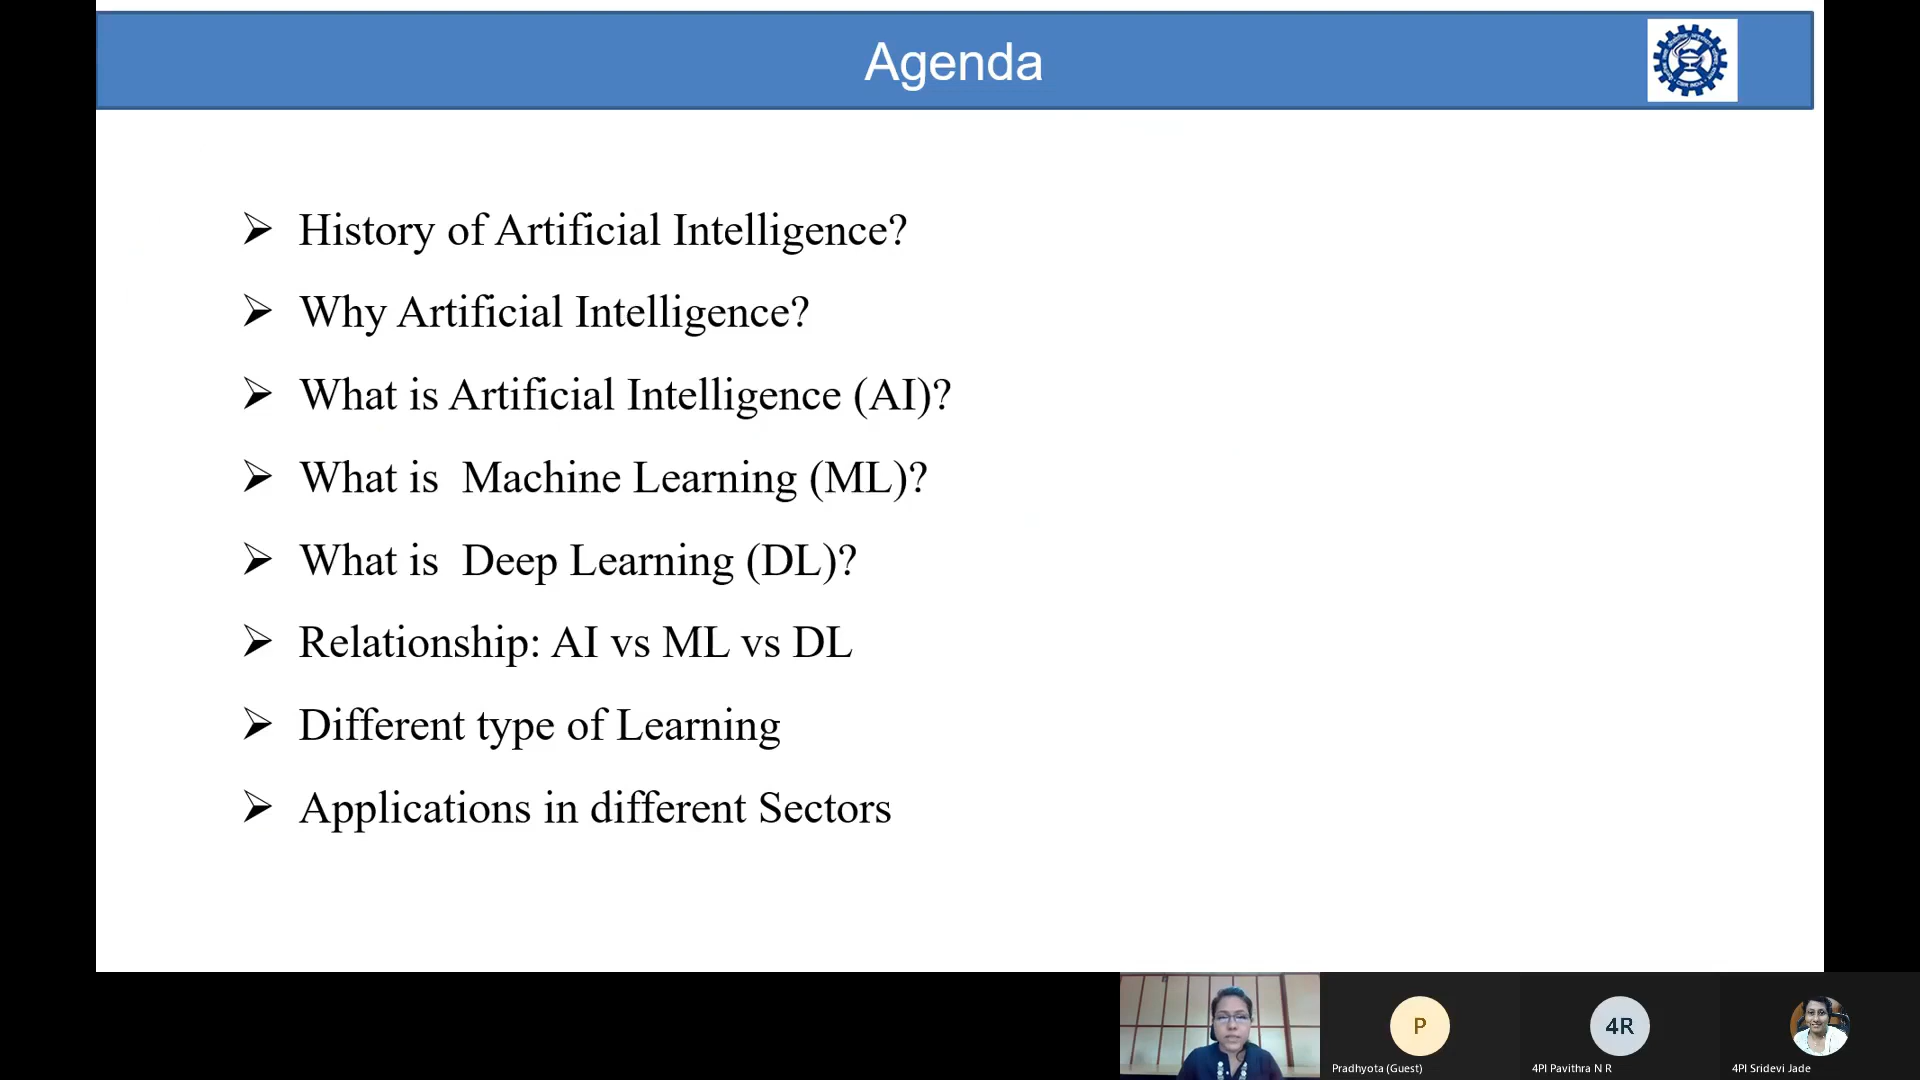 Agenda
➢ History of Artificial Intelligence?
➢ Why Artificial Intelligence?
➢ What is Artificial Intelligence (AI)?
➢ What is  Machine Learning (ML)?
➢ What is  Deep Learning (DL)?
➢ Relationship: AI vs ML vs DL
➢ Different type of Learning
➢ Applications in different Sectors
P
4R
Pradhyota (Guest)
4PI Pavithra N R
4PI Sridevi Jade